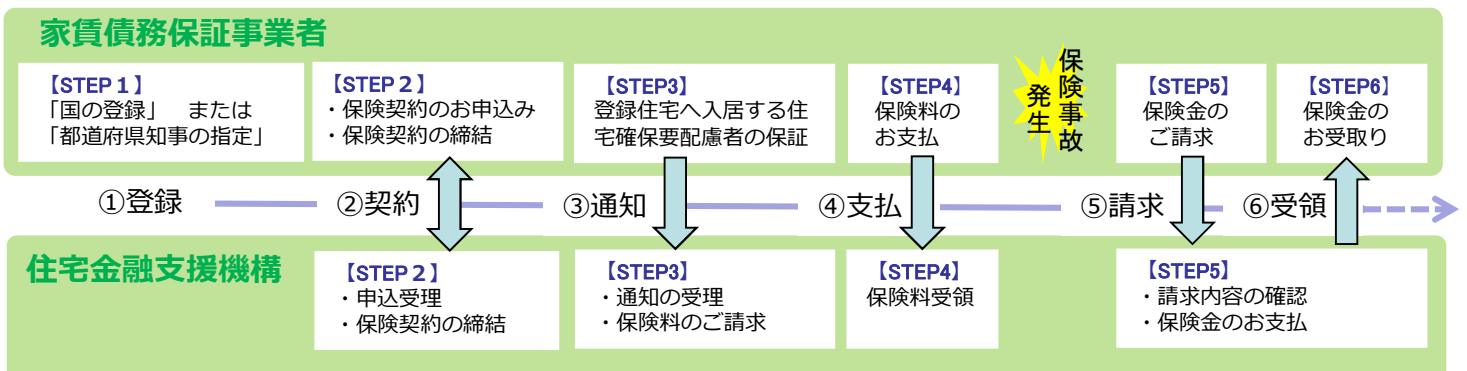 家賃債務保証事業者
【STEP１】
「国の登録」　または
「都道府県知事の指定」
【STEP２】
・保険契約のお申込み
・保険契約の締結
【STEP3】
登録住宅へ入居する住
宅確保要配慮者の保証
【STEP4】
保険料の
お支払
保険事故
発生
【STEP5】
保険金の
ご請求
【STEP6】
保険金の
お受取り
①登録
②契約
③通知
④支払
⑤請求
⑥受領
住宅金融支援機構
【STEP２】
・申込受理
・保険契約の締結
【STEP3】
・通知の受理
・保険料のご請求
【STEP4】
保険料受領
【STEP5】
・請求内容の確認
・保険金のお支払